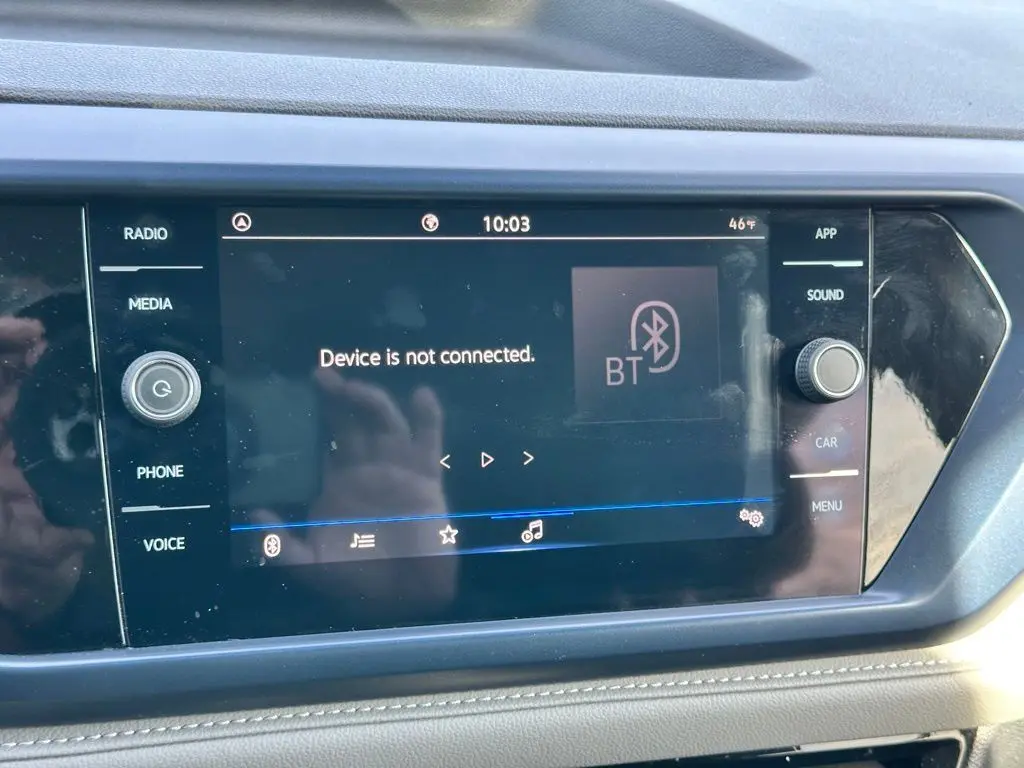 10:03
46°F
RADIO
MEDIA
PHONE
VOICE
Device is not connected.
BT
APP
SOUND
CAR
MENU